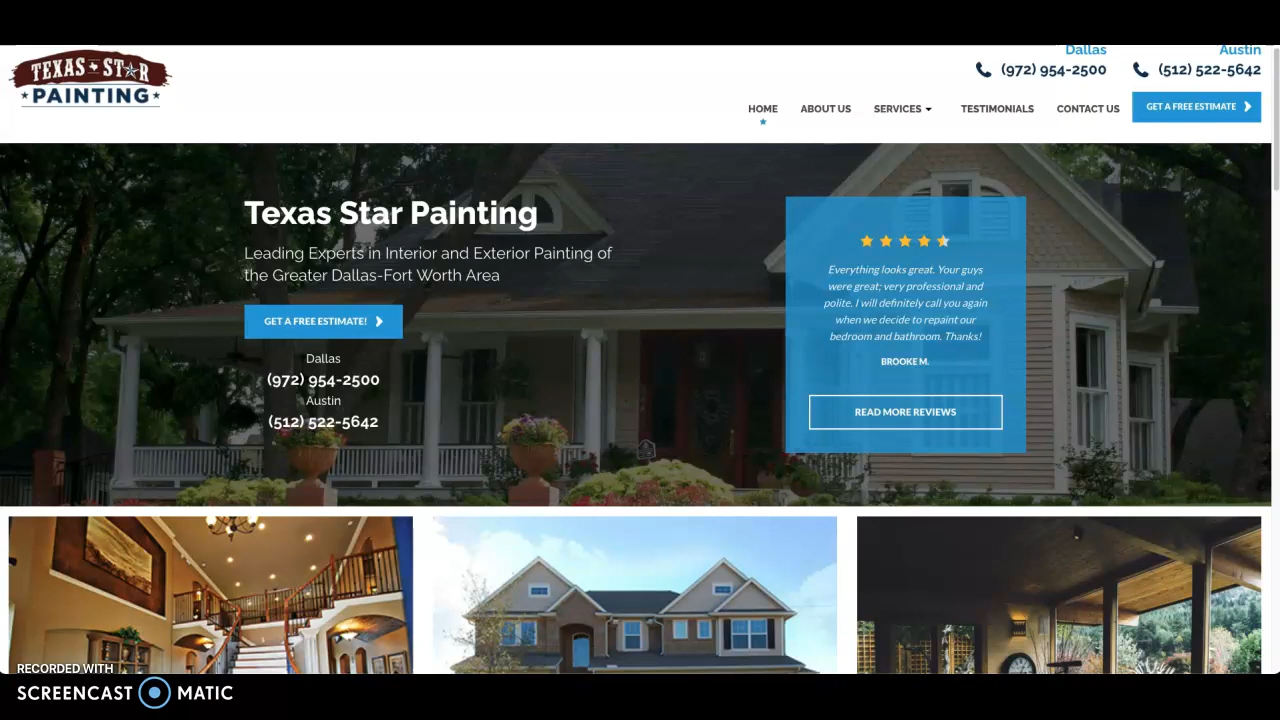 TEXAS STAR
PAINTING
Dallas
(972) 954-2500
Austin
(512) 522-5642
HOME
ABOUT US
SERVICES
TESTIMONIALS
CONTACT US
GET A FREE ESTIMATE
Texas Star Painting
Leading Experts in Interior and Exterior Painting of
the Greater Dallas-Fort Worth Area
GET A FREE ESTIMATE!
Dallas
(972) 954-2500
Austin
(512) 522-5642
Everything looks great. Your guys
were great; very professional and
polite. I will definitely call you again
when we decide to repaint our
bedroom and bathroom. Thanks!
BROOKE M.
READ MORE REVIEWS
RECORDED WITH
SCREENCAST MATIC